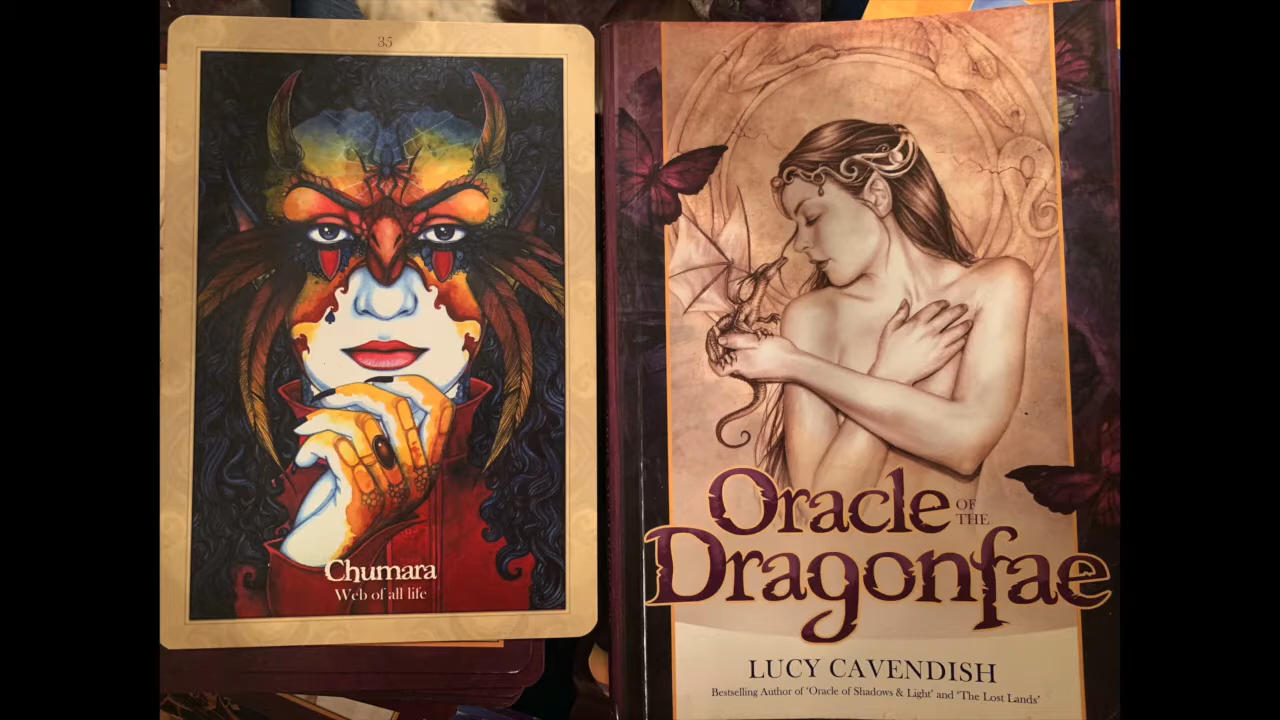 35
Chumara
Web of all life
Oracle OF THE
Dragonfae
LUCY CAVENDISH
Bestselling Author of 'Oracle of Shadows & Light' and 'The Lost Lands'